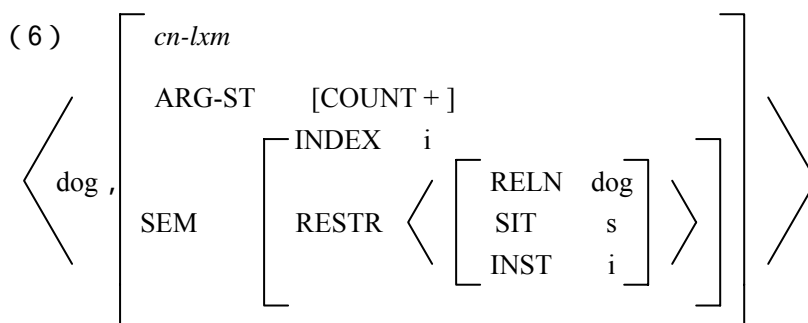 (6) cn-lxm
ARG-ST [COUNT + ]
INDEX i
dog , RELN dog
SEM RESTR SIT s
INST i